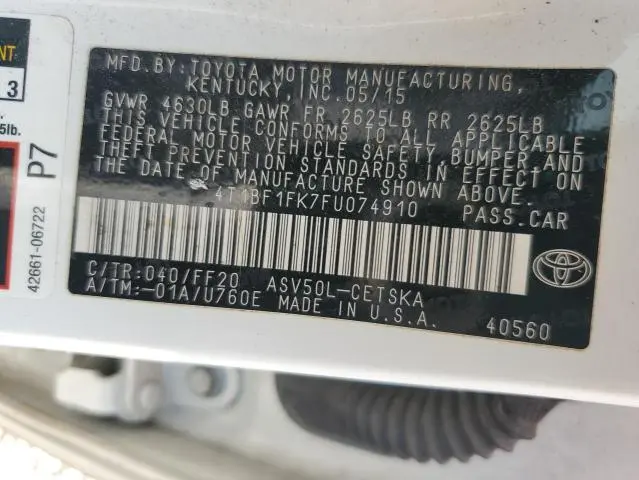 MFD. BY: TOYOTA MOTOR MANUFACTURING,
KENTUCKY, INC. 05/15
GVWR 4630LB GAWR FR 2625LB RR 2625LB
THIS VEHICLE CONFORMS TO ALL APPLICABLE
FEDERAL MOTOR VEHICLE SAFETY, BUMPER AND
THEFT PREVENTION STANDARDS IN EFFECT ON
THE DATE OF MANUFACTURE SHOWN ABOVE.
4T1BF1FK7FU074910 PASS.CAR
C/TR:040/FF20 ASV50L-CETSKA
A/TM:-01A/U760E MADE IN U.S.A.
40560
TOYOTA
3
5lb.
P7
42661-06722